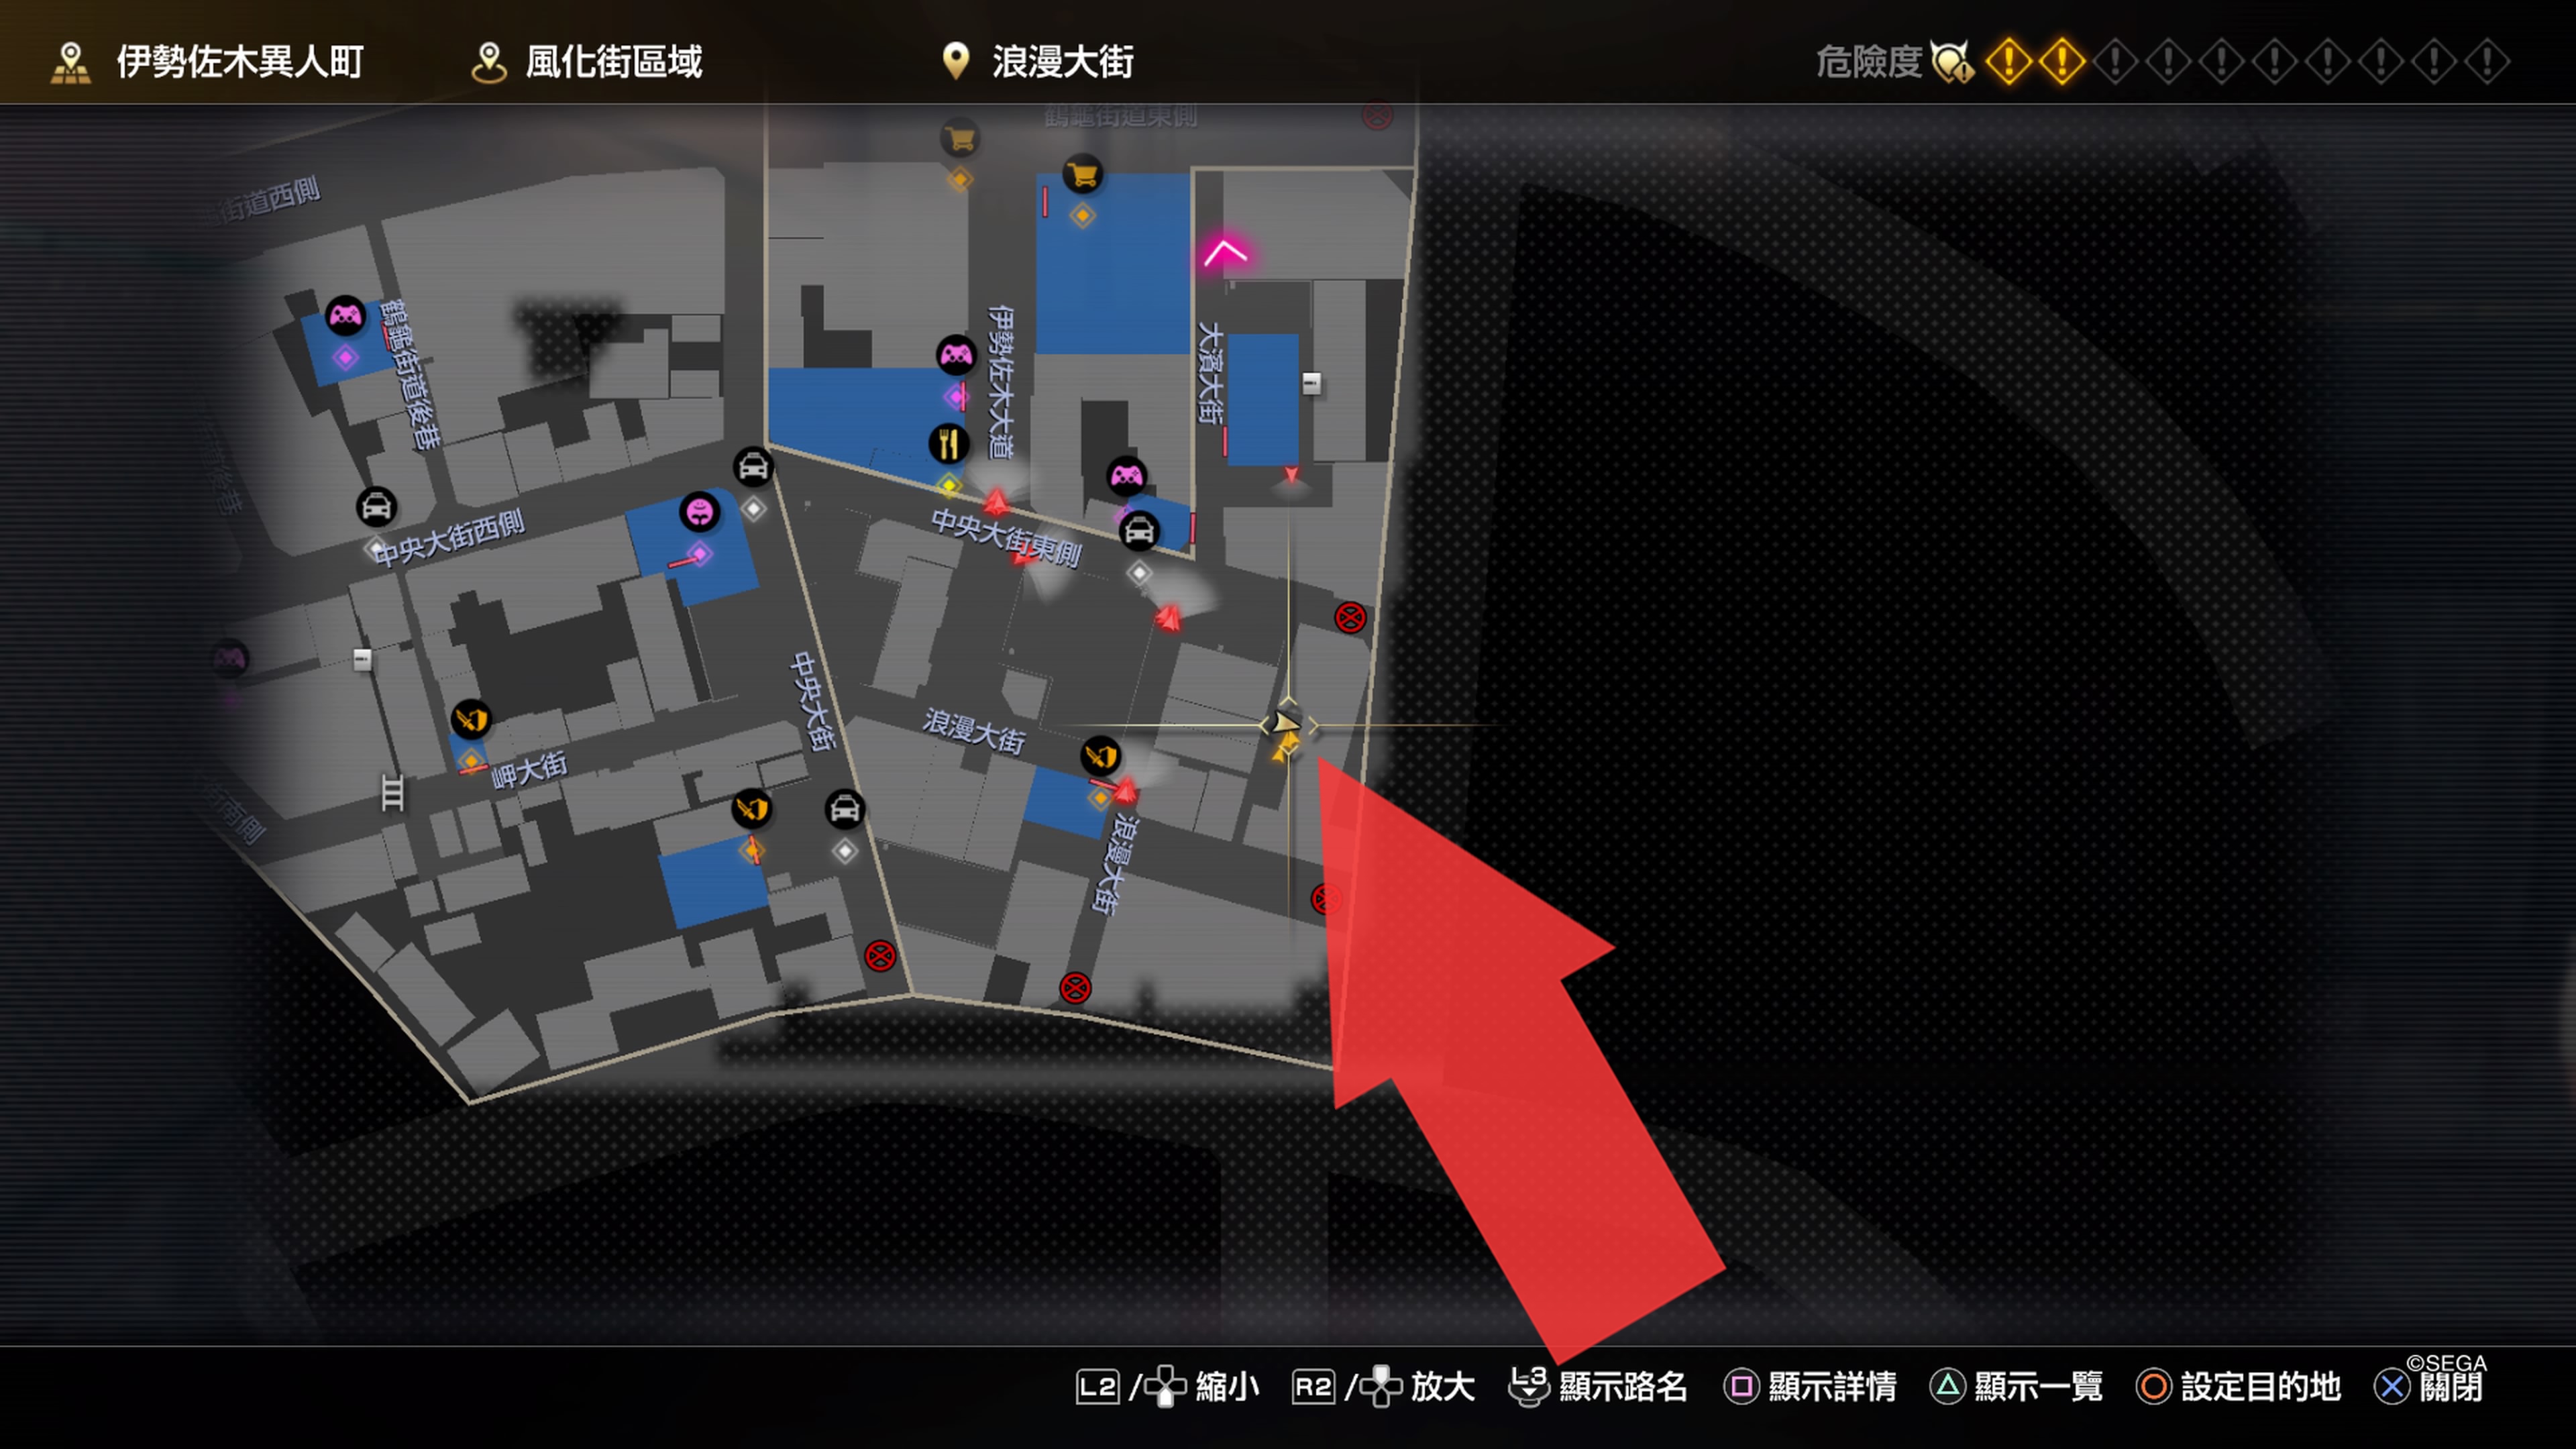 伊勢佐木異人町
風化街區域
浪漫大街
危險度
鶴龜街道東側
街道西側
鶴龜街道後巷
伊勢佐木大道
大濱大街
中央大街西側
中央大街東側
中央大街
浪漫大街
岬大街
浪漫大街
街南側
©SEGA
L2 / 縮小
R2 / 放大
L3 顯示路名
顯示詳情
顯示一覽
設定目的地
關閉